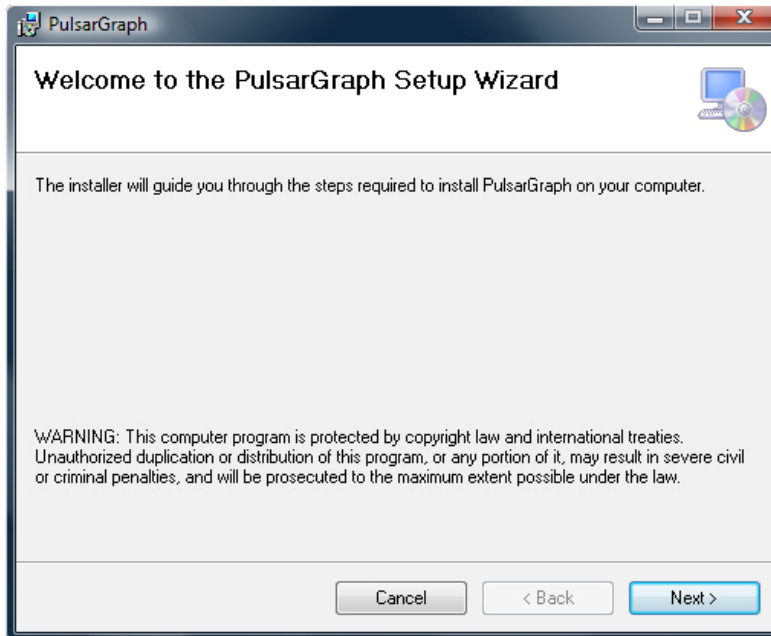 PulsarGraph
Welcome to the PulsarGraph Setup Wizard
The installer will guide you through the steps required to install PulsarGraph on your computer.
WARNING: This computer program is protected by copyright law and international treaties.
Unauthorized duplication or distribution of this program, or any portion of it, may result in severe civil
or criminal penalties, and will be prosecuted to the maximum extent possible under the law.
Cancel
< Back
Next >